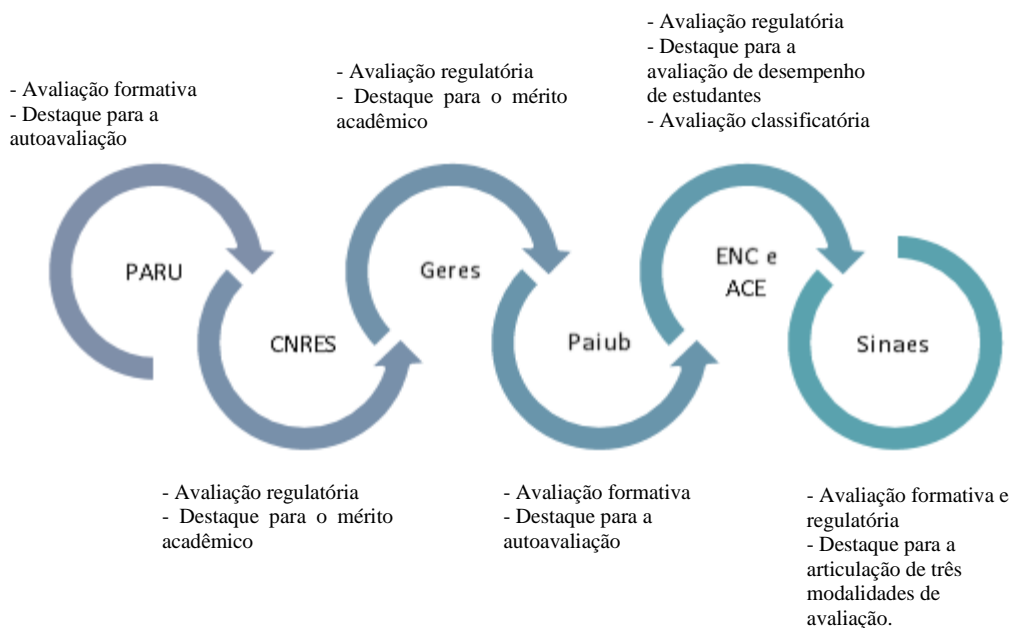 - Avaliação formativa
- Destaque para a
autoavaliação
PARU
- Avaliação regulatória
- Destaque para o mérito
acadêmico
CNRES
- Avaliação regulatória
- Destaque para o mérito
acadêmico
Geres
- Avaliação formativa
- Destaque para a
autoavaliação
Paiub
- Avaliação regulatória
- Destaque para a
avaliação de desempenho
de estudantes
- Avaliação classificatória
ENC e
ACE
Sinaes
- Avaliação formativa e
regulatória
- Destaque para a
articulação de três
modalidades de
avaliação.